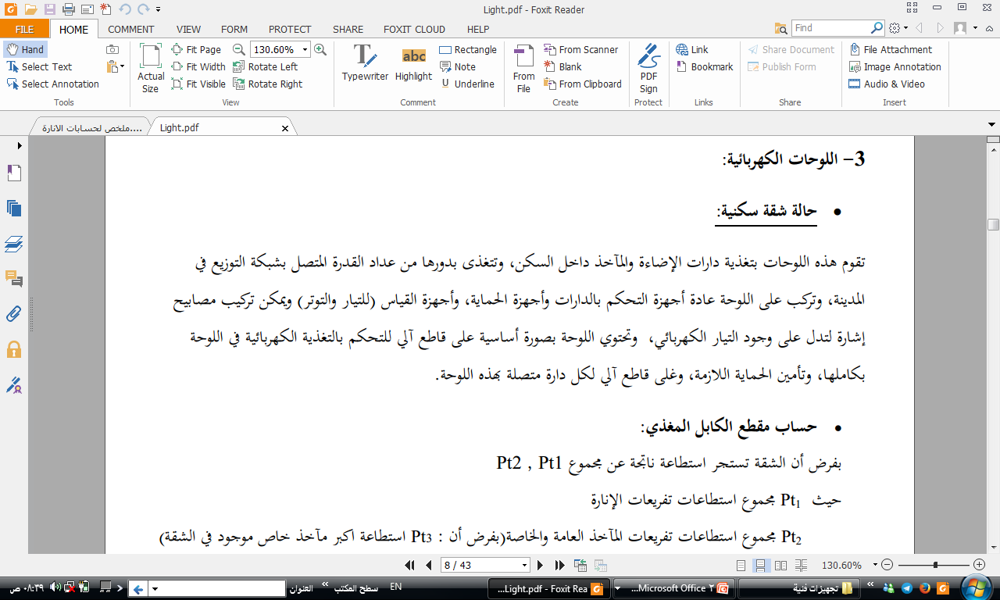 Light.pdf - Foxit Reader
FILE HOME COMMENT VIEW FORM PROTECT SHARE FOXIT CLOUD HELP Find
Hand
Select Text
Select Annotation
Tools
Actual Size
Fit Page
Fit Width
Fit Visible
130.60%
Rotate Left
Rotate Right
View
Typewriter
Highlight
Rectangle
Note
Underline
Comment
From File
From Scanner
Blank
From Clipboard
Create
PDF Sign
Protect
Link
Bookmark
Links
Share Document
Publish Form
Share
File Attachment
Image Annotation
Audio & Video
Insert
ملخص لحسابات الانارة....
Light.pdf
3- اللوحات الكهربائية:
• حالة شقة سكنية:
تقوم هذه اللوحات بتغذية دارات الإضاءة والمآخذ داخل السكن، وتتغذى بدورها من عداد القدرة المتصل بشبكة التوزيع في
المدينة، وتركب على اللوحة عادة أجهزة التحكم بالدارات وأجهزة الحماية، وأجهزة القياس (للتيار والتوتر) ويمكن تركيب مصابيح
إشارة لتدل على وجود التيار الكهربائي، وتحتوي اللوحة بصورة أساسية على قاطع آلي للتحكم بالتغذية الكهربائية في اللوحة
بكاملها، وتأمين الحماية اللازمة، وغلى قاطع آلي لكل دارة متصلة بهذه اللوحة.
• حساب مقطع الكابل المغذي:
بفرض أن الشقة تستجر استطاعة ناتجة عن مجموع Pt2 , Pt1
حيث Pt1 مجموع استطاعات تفريعات الإنارة
Pt2 مجموع استطاعات تفريعات المآخذ العامة والخاصة(بفرض أن : Pt3 استطاعة اكبر مآخذ خاص موجود في الشقة)
8 / 43
130.60%
تجهيزات فنية
Microsoft Office ٢...
Light.pdf - Foxit Rea...
EN
سطح المكتب
العنوان
٠٨:٣٩ ص